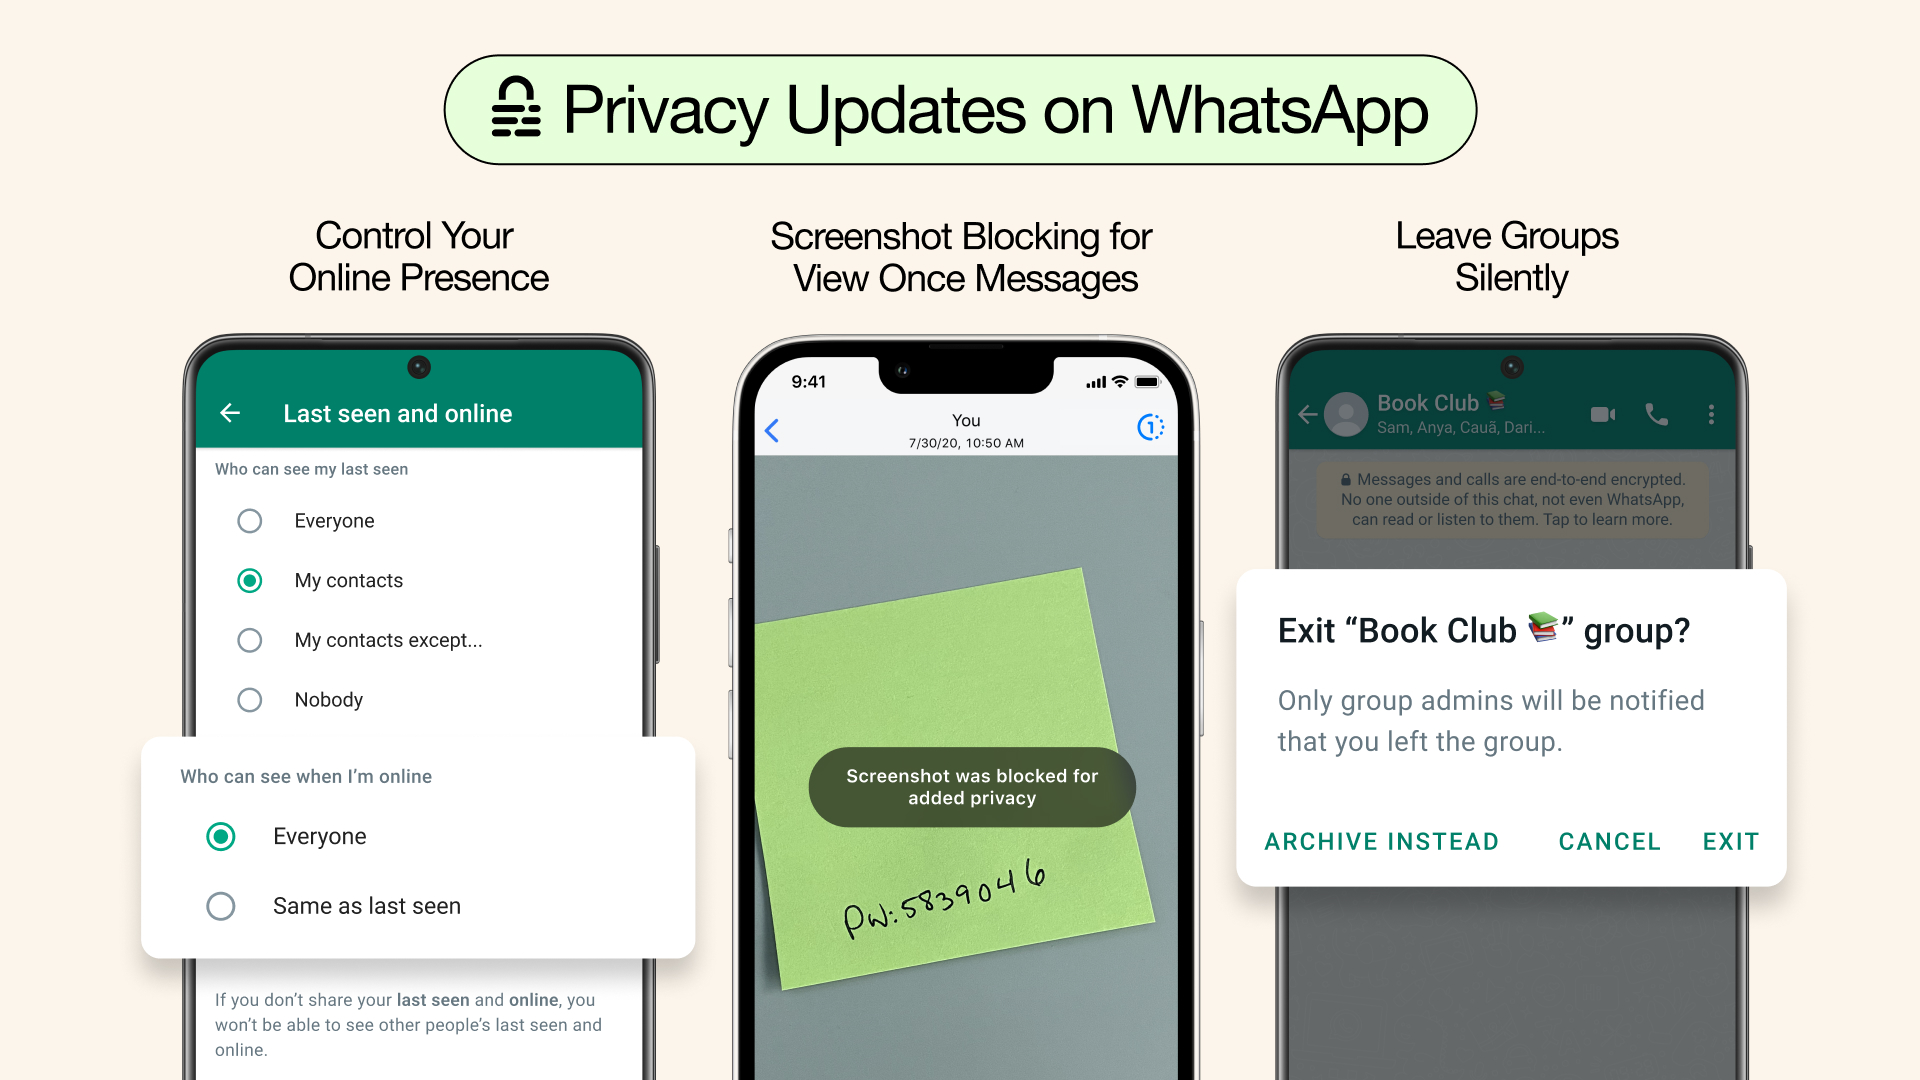 Privacy Updates on WhatsApp
Control Your
Online Presence
Last seen and online
Who can see my last seen
Everyone
My contacts
My contacts except...
Nobody
Who can see when I'm online
Everyone
Same as last seen
If you don't share your last seen and online, you
won't be able to see other people's last seen and
online.
Screenshot Blocking for
View Once Messages
9:41
You
7/30/20, 10:50 AM
1
Screenshot was blocked for
added privacy
PW:5839046
Leave Groups
Silently
Book Club 📚
Sam, Anya, Cauã, Dari...
Messages and calls are end-to-end encrypted.
No one outside of this chat, not even WhatsApp,
can read or listen to them. Tap to learn more.
Exit “Book Club 📚” group?
Only group admins will be notified
that you left the group.
ARCHIVE INSTEAD CANCEL EXIT